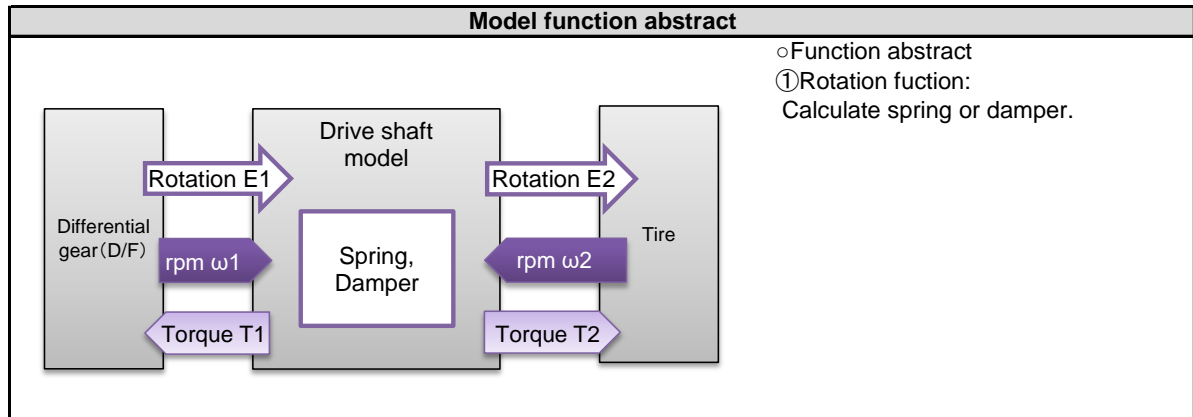 Model function abstract
○Function abstract
①Rotation fuction:
Calculate spring or damper.
Drive shaft
model
Rotation E1
Rotation E2
Differential
gear（D/F）
Tire
rpm ω1
Spring,
Damper
rpm ω2
Torque T1
Torque T2